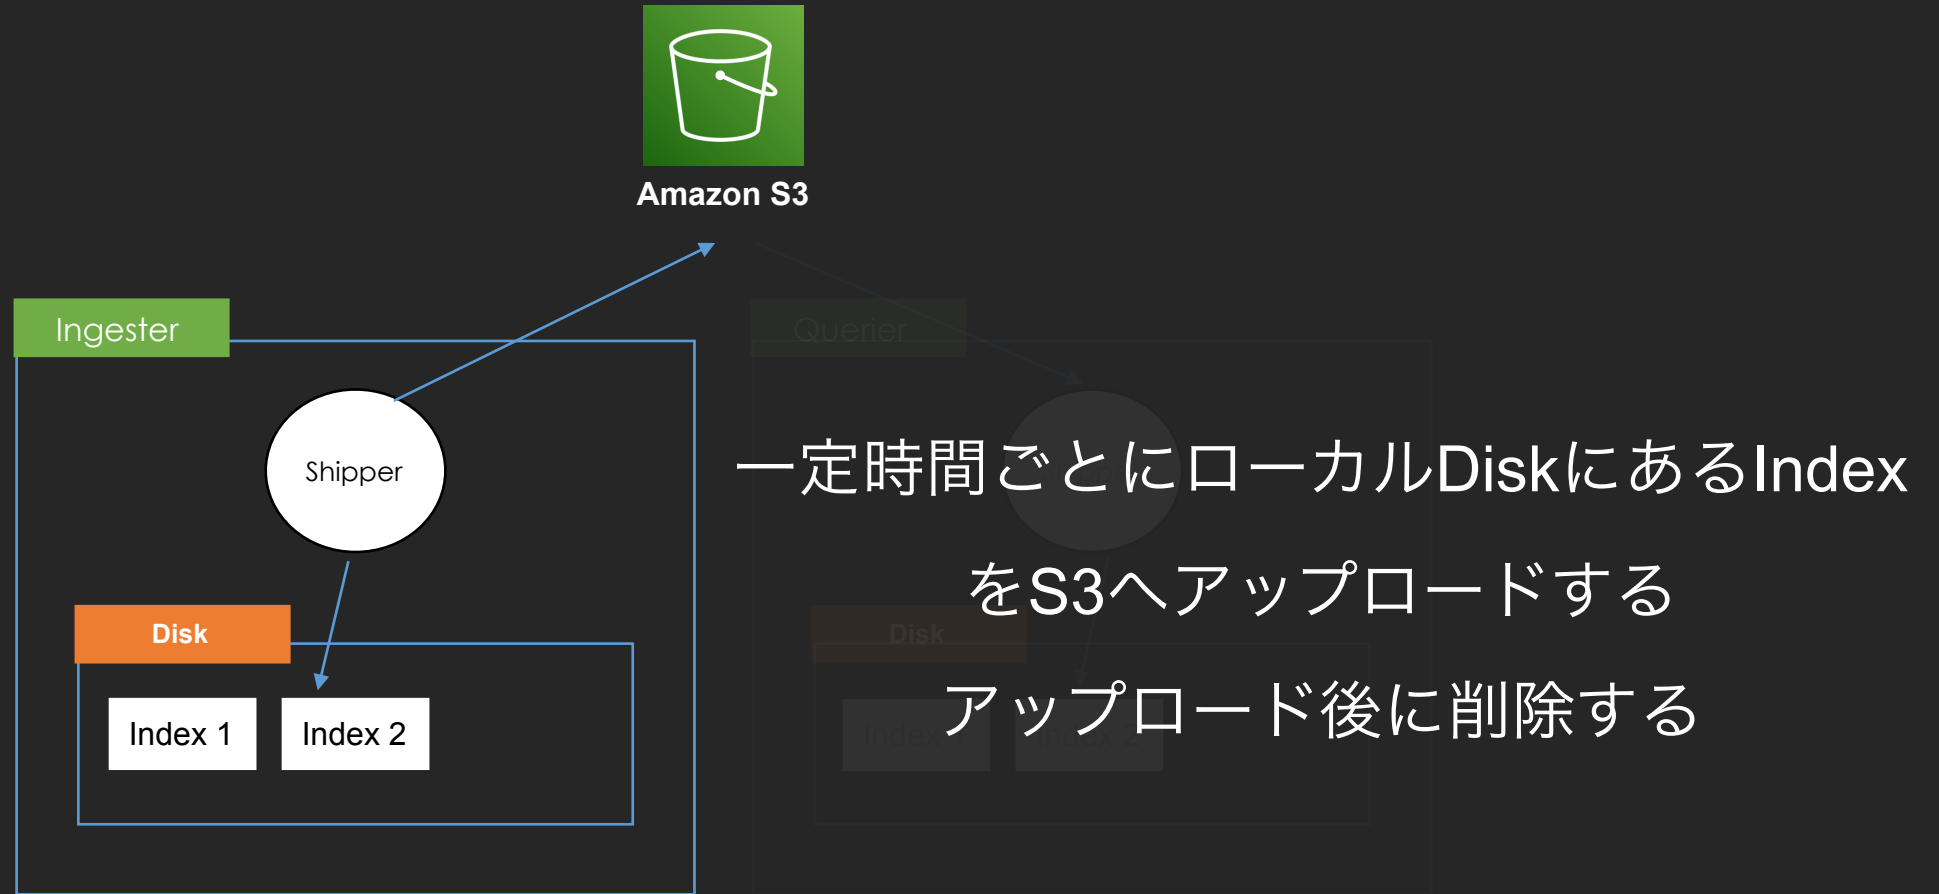 Amazon S3
Ingester
Querier
Shipper
一定時間ごとにローカルDiskにあるIndex
をS3へアップロードする
アップロード後に削除する
Disk
Disk
Index 1
Index 2